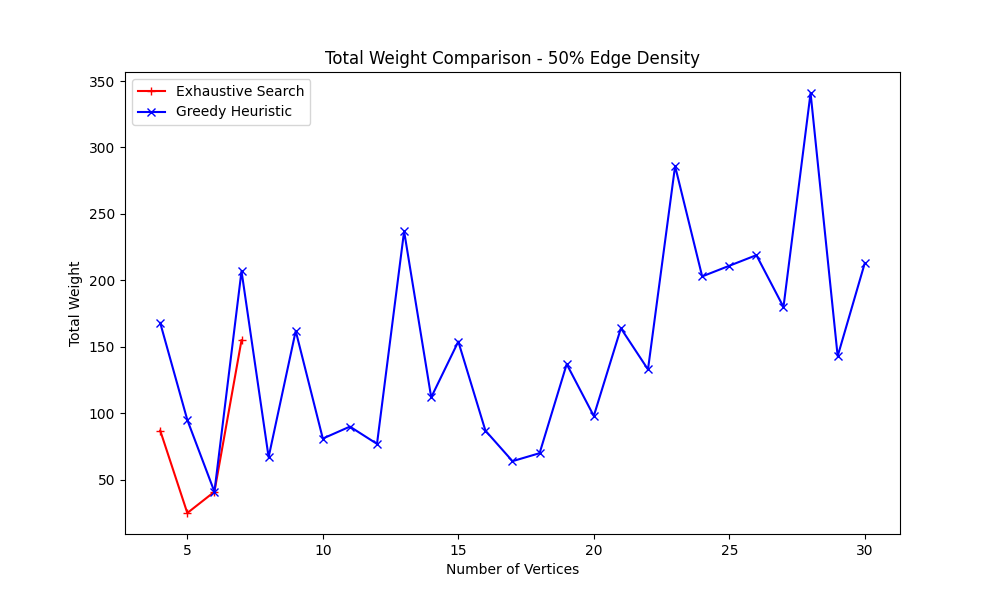 Total Weight Comparison - 50% Edge Density
Exhaustive Search
Greedy Heuristic
Total Weight
350
300
250
200
150
100
50
5 10 15 20 25 30
Number of Vertices